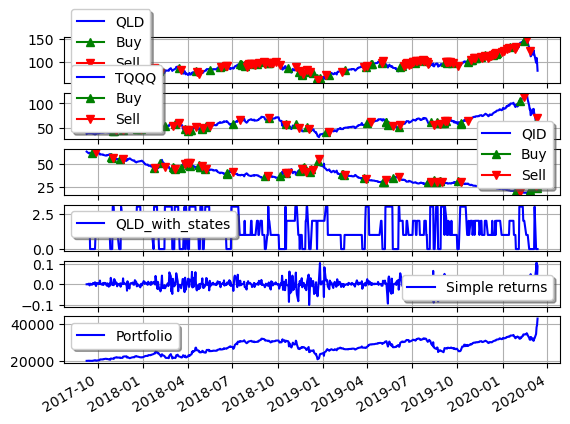 QLD
Buy
Sell
150
100
TQQQ
Buy
Sell
100
50
QID
Buy
Sell
50
25
QLD_with_states
2.5
0.0
Simple returns
0.1
0.0
−0.1
Portfolio
40000
20000
2017-10
2018-01
2018-04
2018-07
2018-10
2019-01
2019-04
2019-07
2019-10
2020-01
2020-04